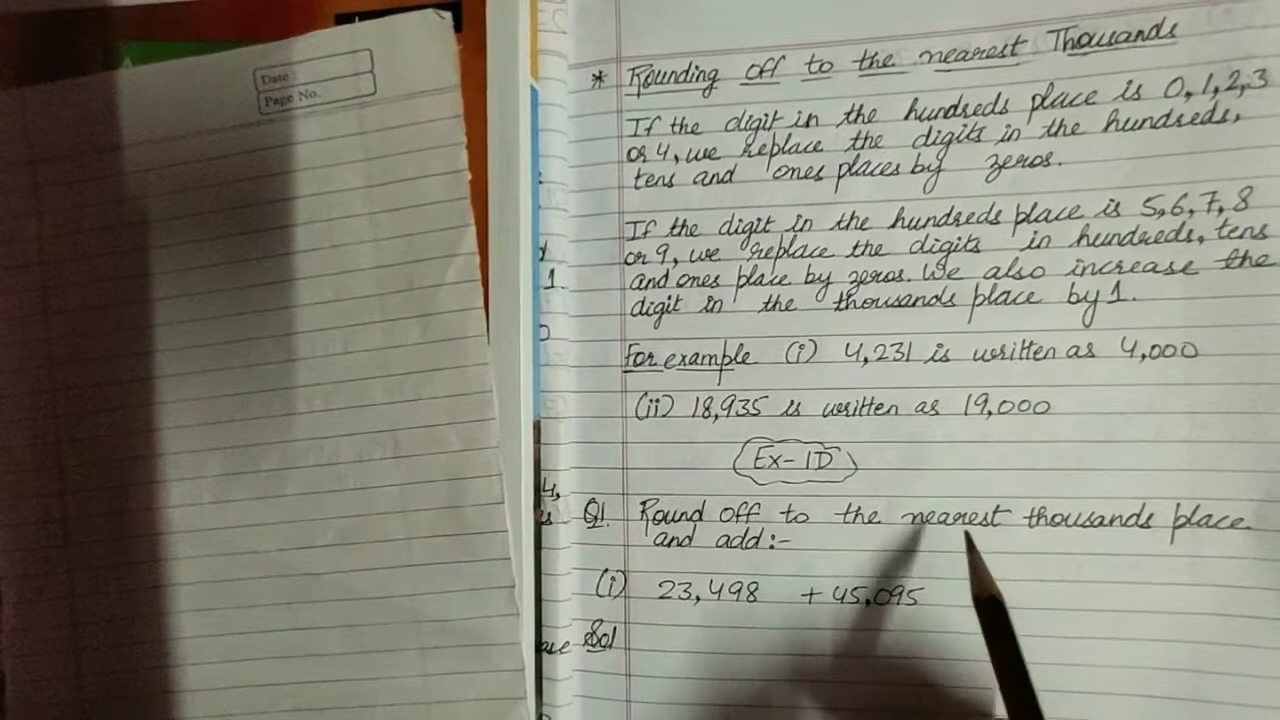 Date :
Page No.
* Rounding off to the nearest Thousands
If the digit in the hundreds place is 0,1,2,3
or 4, we replace the digits in the hundreds,
tens and ones places by zeros.
If the digit in the hundreds place is 5,6,7,8
or 9, we replace the digits in hundreds, tens
and ones place by zeros. We also increase the
digit in the thousands place by 1.
For example (i) 4,231 is written as 4,000
(ii) 18,935 is written as 19,000
Ex-1D
Q1. Round off to the nearest thousands place
and add:-
(i) 23,498 + 45,095
Sol